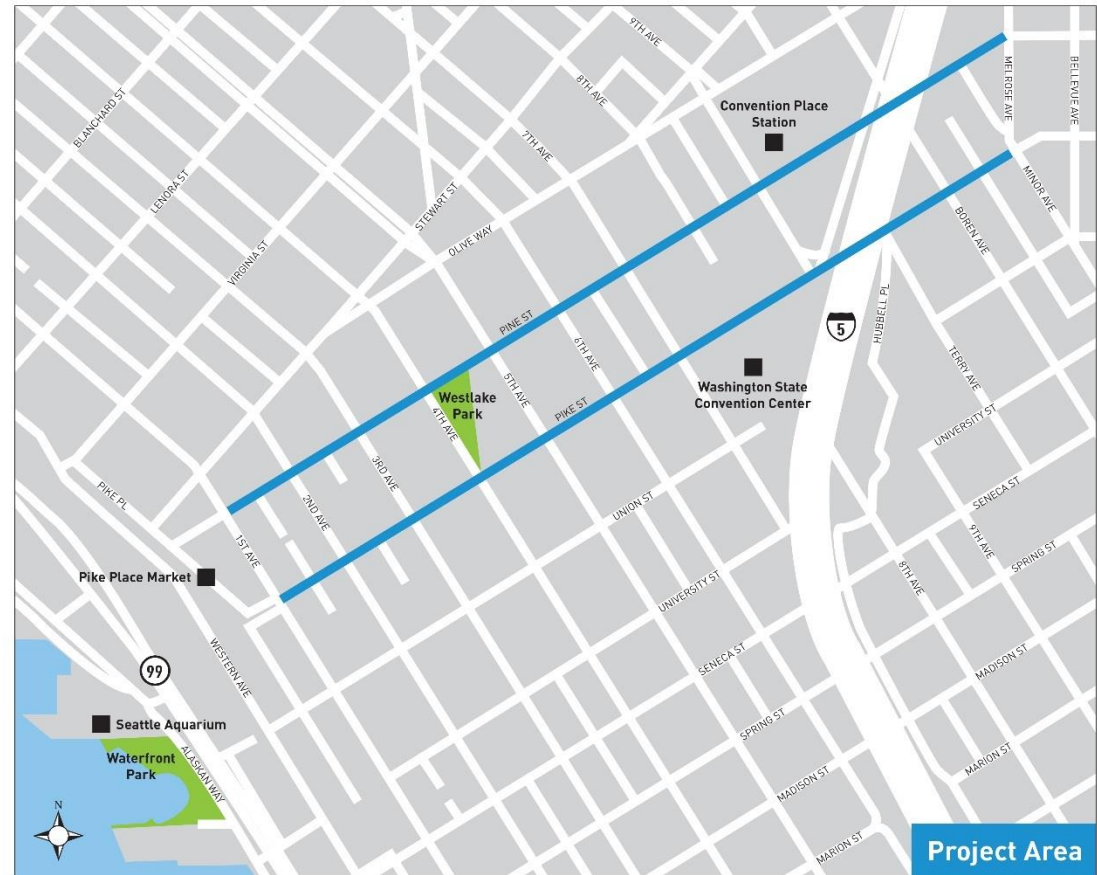 9TH AVE
MELROSE AVE
BELLEVUE AVE
BLANCHARD ST
8TH AVE
Convention Place
Station
7TH AVE
LENORA ST
STEWART ST
MINOR AVE
OLIVE WAY
BOREN AVE
VIRGINIA ST
HUBBELL PL
PINE ST
5
6TH AVE
TERRY AVE
5TH AVE
Washington State
Convention Center
Westlake
Park
PIKE ST
4TH AVE
UNIVERSITY ST
3RD AVE
SENECA ST
PIKE PL
2ND AVE
UNION ST
1ST AVE
9TH AVE
SPRING ST
Pike Place Market
UNIVERSITY ST
8TH AVE
WESTERN AVE
SENECA ST
MADISON ST
99
Seattle Aquarium
SPRING ST
Waterfront
Park
ALASKAN WAY
MADISON ST
MARION ST
N
MARION ST
Project Area